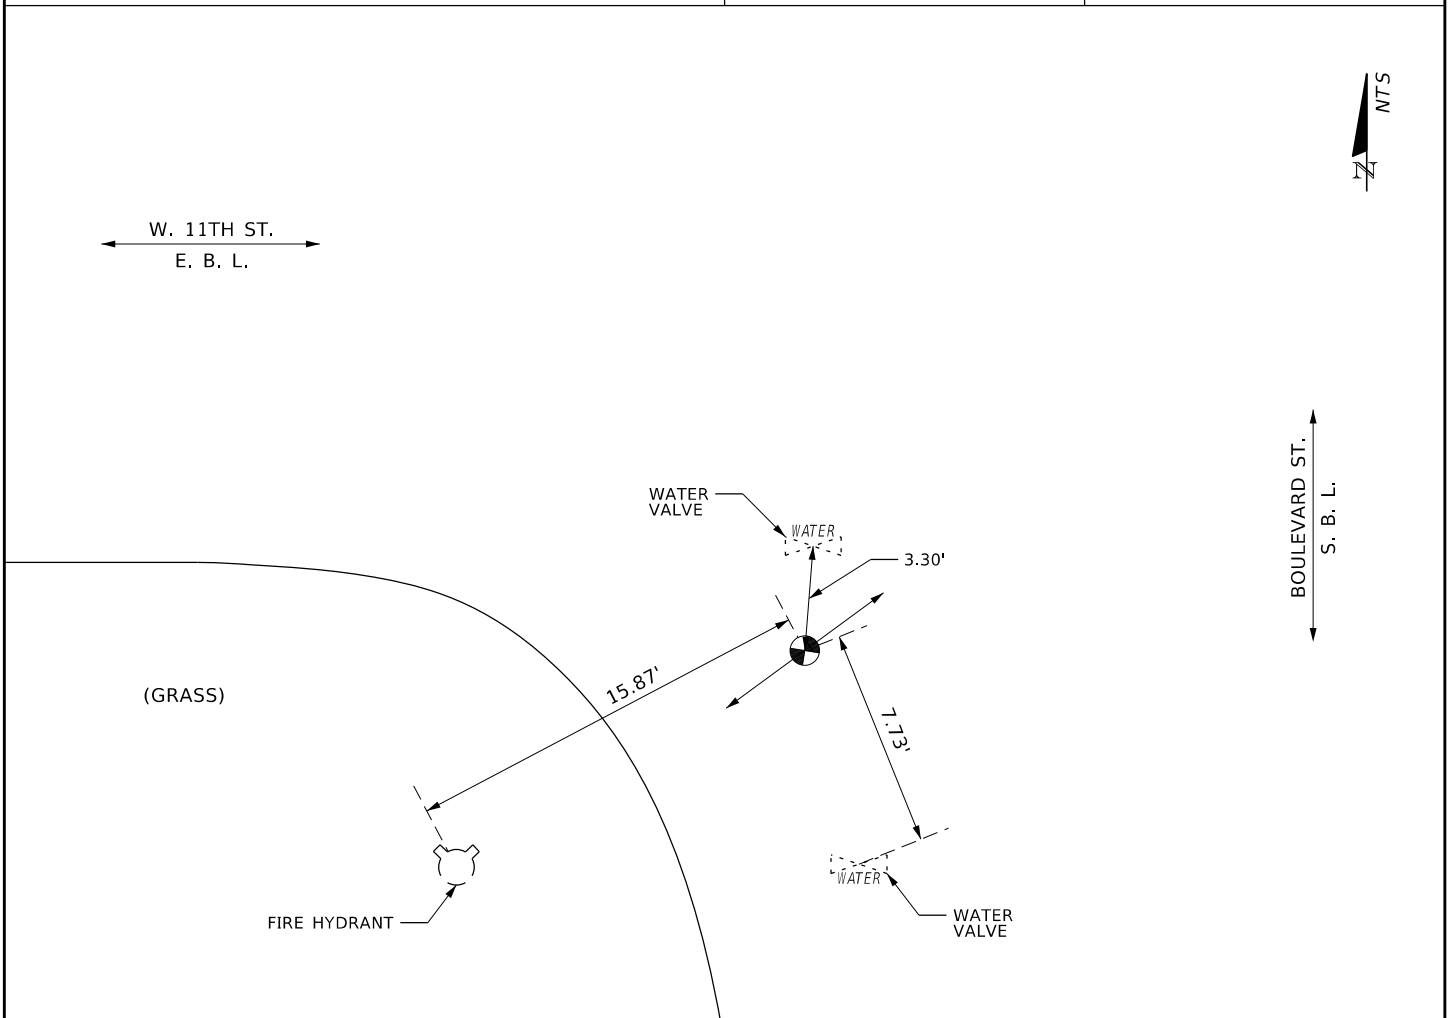 NTS
N
W. 11TH ST.
E. B. L.
BOULEVARD ST.
S. B. L.
WATER
VALVE
WATER
3.30'
15.87'
(GRASS)
7.73'
WATER
FIRE HYDRANT
WATER
VALVE